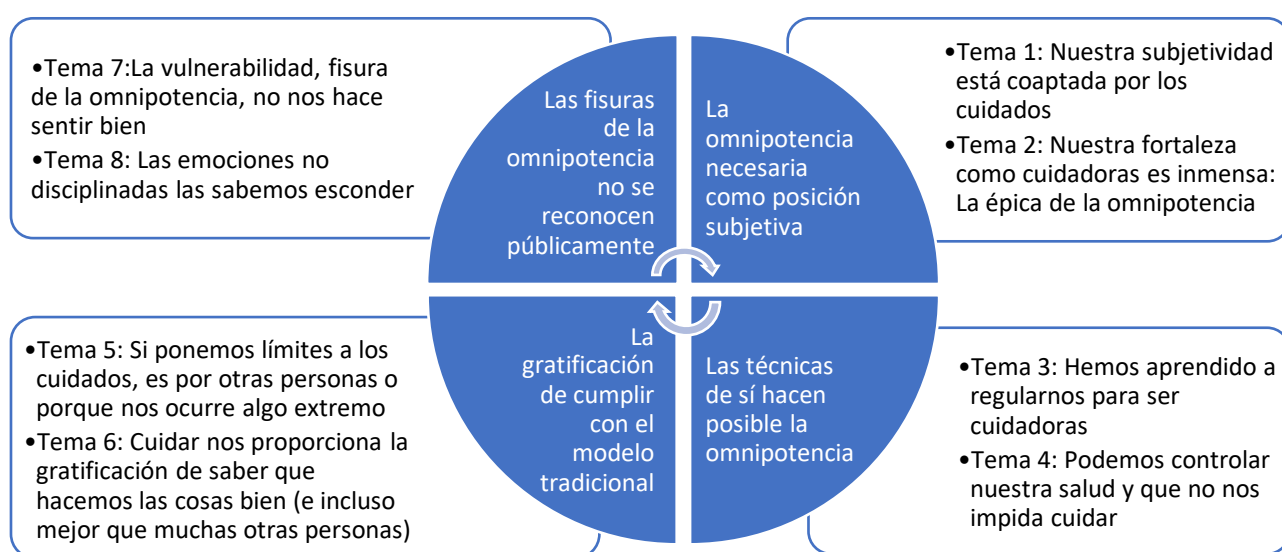 •Tema 7:La vulnerabilidad, fisura
de la omnipotencia, no nos hace
sentir bien
•Tema 8: Las emociones no
disciplinadas las sabemos esconder
Las fisuras
de la
omnipotencia
no se
reconocen
públicamente
La
omnipotencia
necesaria
como posición
subjetiva
•Tema 1: Nuestra subjetividad
está coaptada por los
cuidados
•Tema 2: Nuestra fortaleza
como cuidadoras es inmensa:
La épica de la omnipotencia
•Tema 5: Si ponemos límites a los
cuidados, es por otras personas o
porque nos ocurre algo extremo
•Tema 6: Cuidar nos proporciona la
gratificación de saber que
hacemos las cosas bien (e incluso
mejor que muchas otras personas)
La
gratificación
de cumplir
con el
modelo
tradicional
Las técnicas
de sí hacen
posible la
omnipotencia
•Tema 3: Hemos aprendido a
regularnos para ser
cuidadoras
•Tema 4: Podemos controlar
nuestra salud y que no nos
impida cuidar